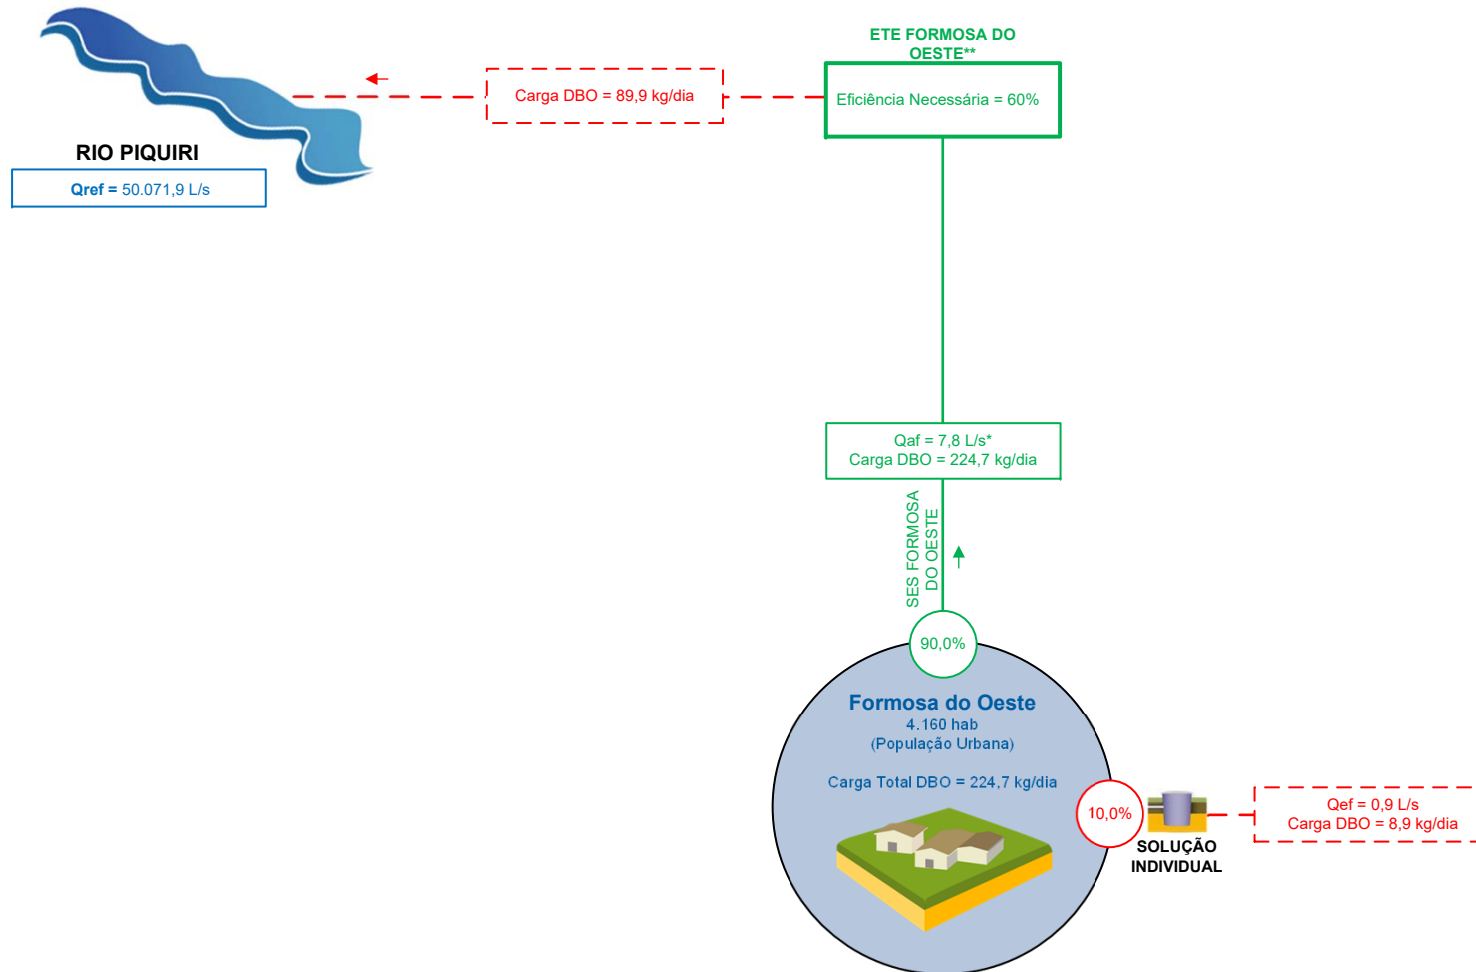 ETE FORMOSA DO
OESTE**
Eficiência Necessária = 60%
Carga DBO = 89,9 kg/dia
RIO PIQUIRI
Qref = 50.071,9 L/s
Qaf = 7,8 L/s*
Carga DBO = 224,7 kg/dia
SES FORMOSA
DO OESTE
90,0%
Formosa do Oeste
4.160 hab
(População Urbana)
Carga Total DBO = 224,7 kg/dia
10,0%
SOLUÇÃO
INDIVIDUAL
Qef = 0,9 L/s
Carga DBO = 8,9 kg/dia